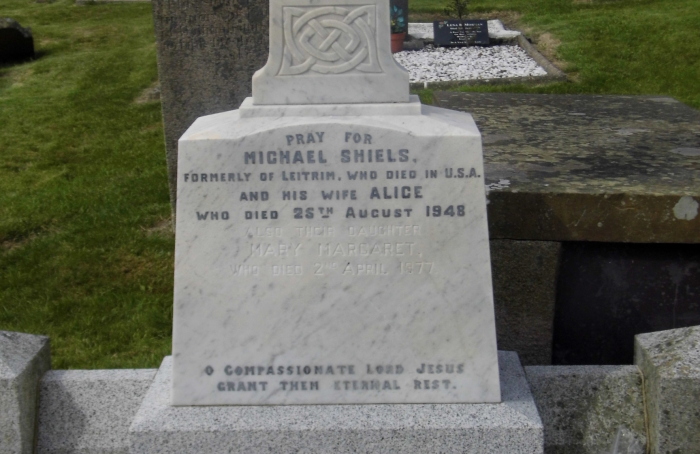 PRAY FOR
MICHAEL SHIELS,
FORMERLY OF LEITRIM, WHO DIED IN U.S.A.
AND HIS WIFE ALICE
WHO DIED 25TH AUGUST 1948
ALSO THEIR DAUGHTER
MARY MARGARET,
WHO DIED 2ND APRIL 1977
O COMPASSIONATE LORD JESUS
GRANT THEM ETERNAL REST.